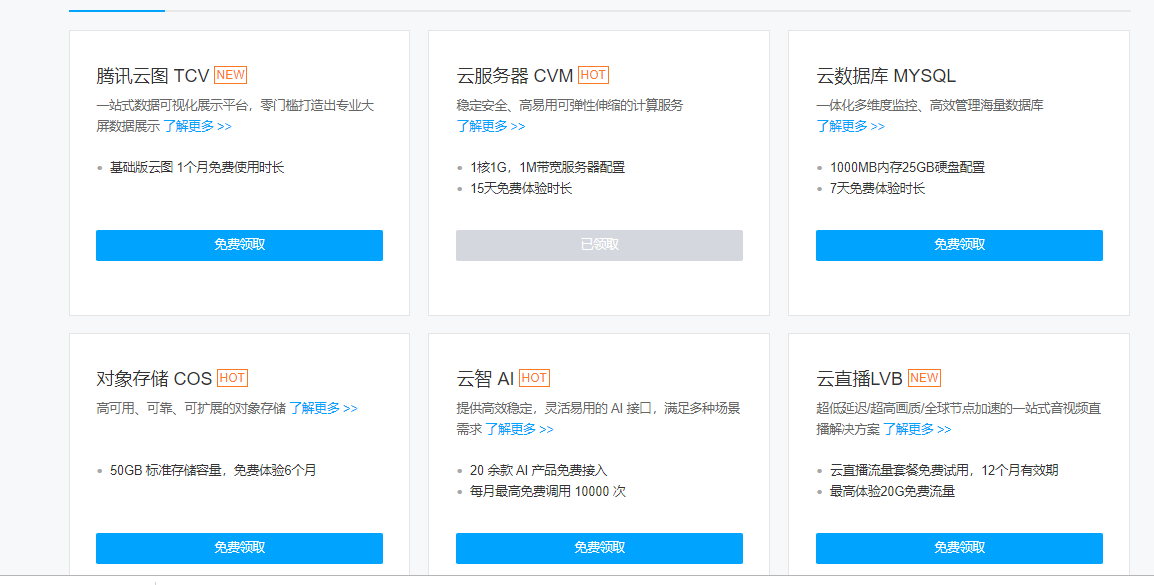 腾讯云图 TCV NEW
一站式数据可视化展示平台，零门槛打造出专业大
屏数据展示 了解更多 >>
基础版云图 1个月免费使用时长
免费领取
云服务器 CVM HOT
稳定安全、高易用可弹性伸缩的计算服务
了解更多 >>
1核1G，1M带宽服务器配置
15天免费体验时长
已领取
云数据库 MYSQL
一体化多维度监控、高效管理海量数据库
了解更多 >>
1000MB内存25GB硬盘配置
7天免费体验时长
免费领取
对象存储 COS HOT
高可用、可靠、可扩展的对象存储 了解更多 >>
50GB 标准存储容量，免费体验6个月
免费领取
云智 AI HOT
提供高效稳定，灵活易用的 AI 接口，满足多种场景
需求 了解更多 >>
20 余款 AI 产品免费接入
每月最高免费调用 10000 次
免费领取
云直播LVB NEW
超低延迟/超高画质/全球节点加速的一站式音视频直
播解决方案 了解更多 >>
云直播流量套餐免费试用，12个月有效期
最高体验20G免费流量
免费领取